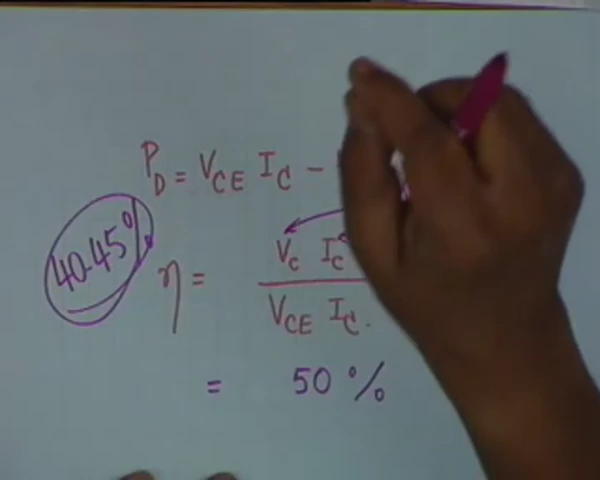 P_D = V_CE I_C -
40-45%
η =
V_C I_C
V_CE I_C.
= 50 %